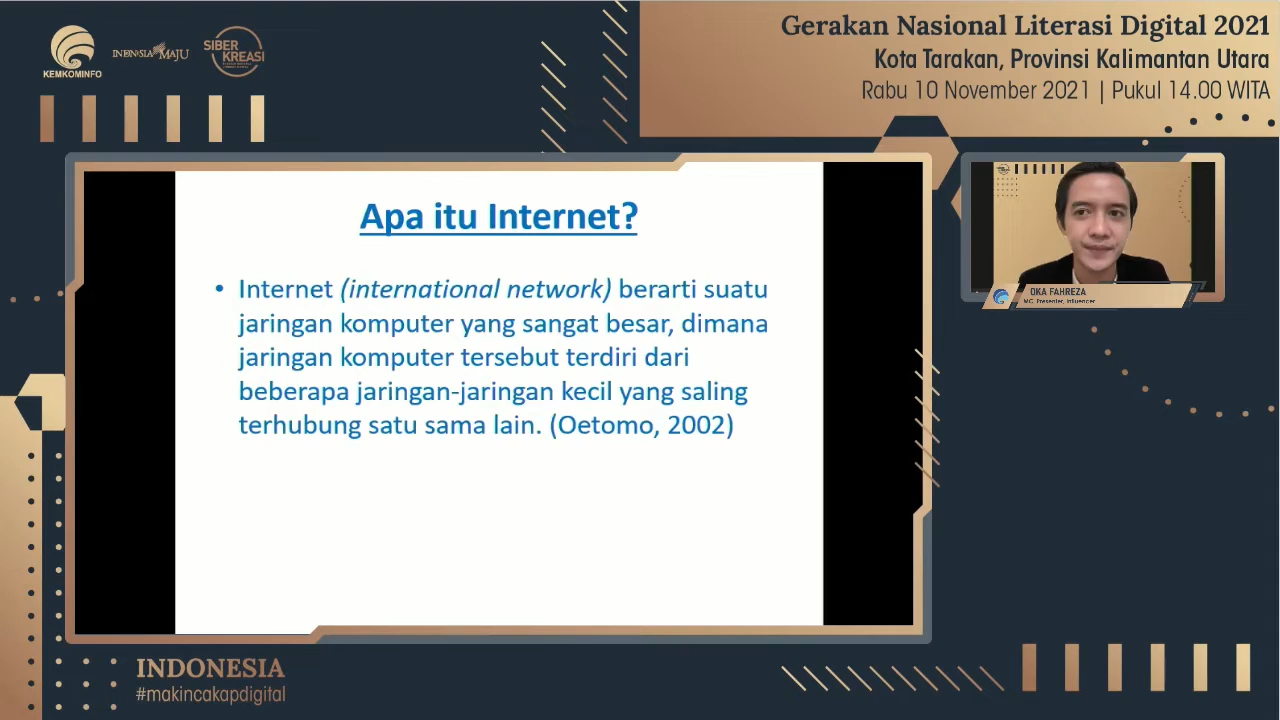 KEMKOMINFO
INDONESIA MAJU
SIBER
KREASI
Gerakan Nasional Literasi Digital 2021
Kota Tarakan, Provinsi Kalimantan Utara
Rabu 10 November 2021 | Pukul 14.00 WITA
Apa itu Internet?
• Internet (international network) berarti suatu
jaringan komputer yang sangat besar, dimana
jaringan komputer tersebut terdiri dari
beberapa jaringan-jaringan kecil yang saling
terhubung satu sama lain. (Oetomo, 2002)
OKA FAHREZA
MC, Presenter, Influencer
INDONESIA
#makincakapdigital